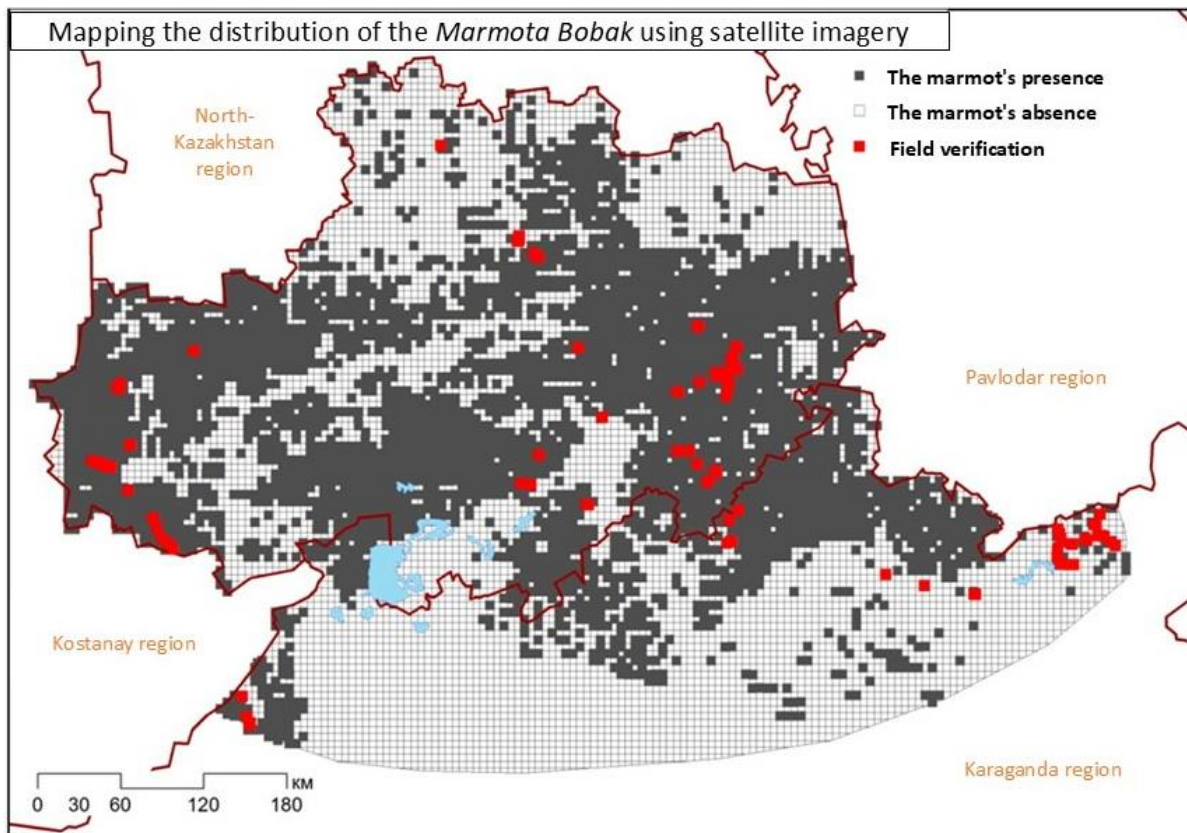 Mapping the distribution of the Marmota Bobak using satellite imagery
The marmot's presence
The marmot's absence
Field verification
North-
Kazakhstan
region
Pavlodar region
Kostanay region
Karaganda region
КМ
0 30 60 120 180